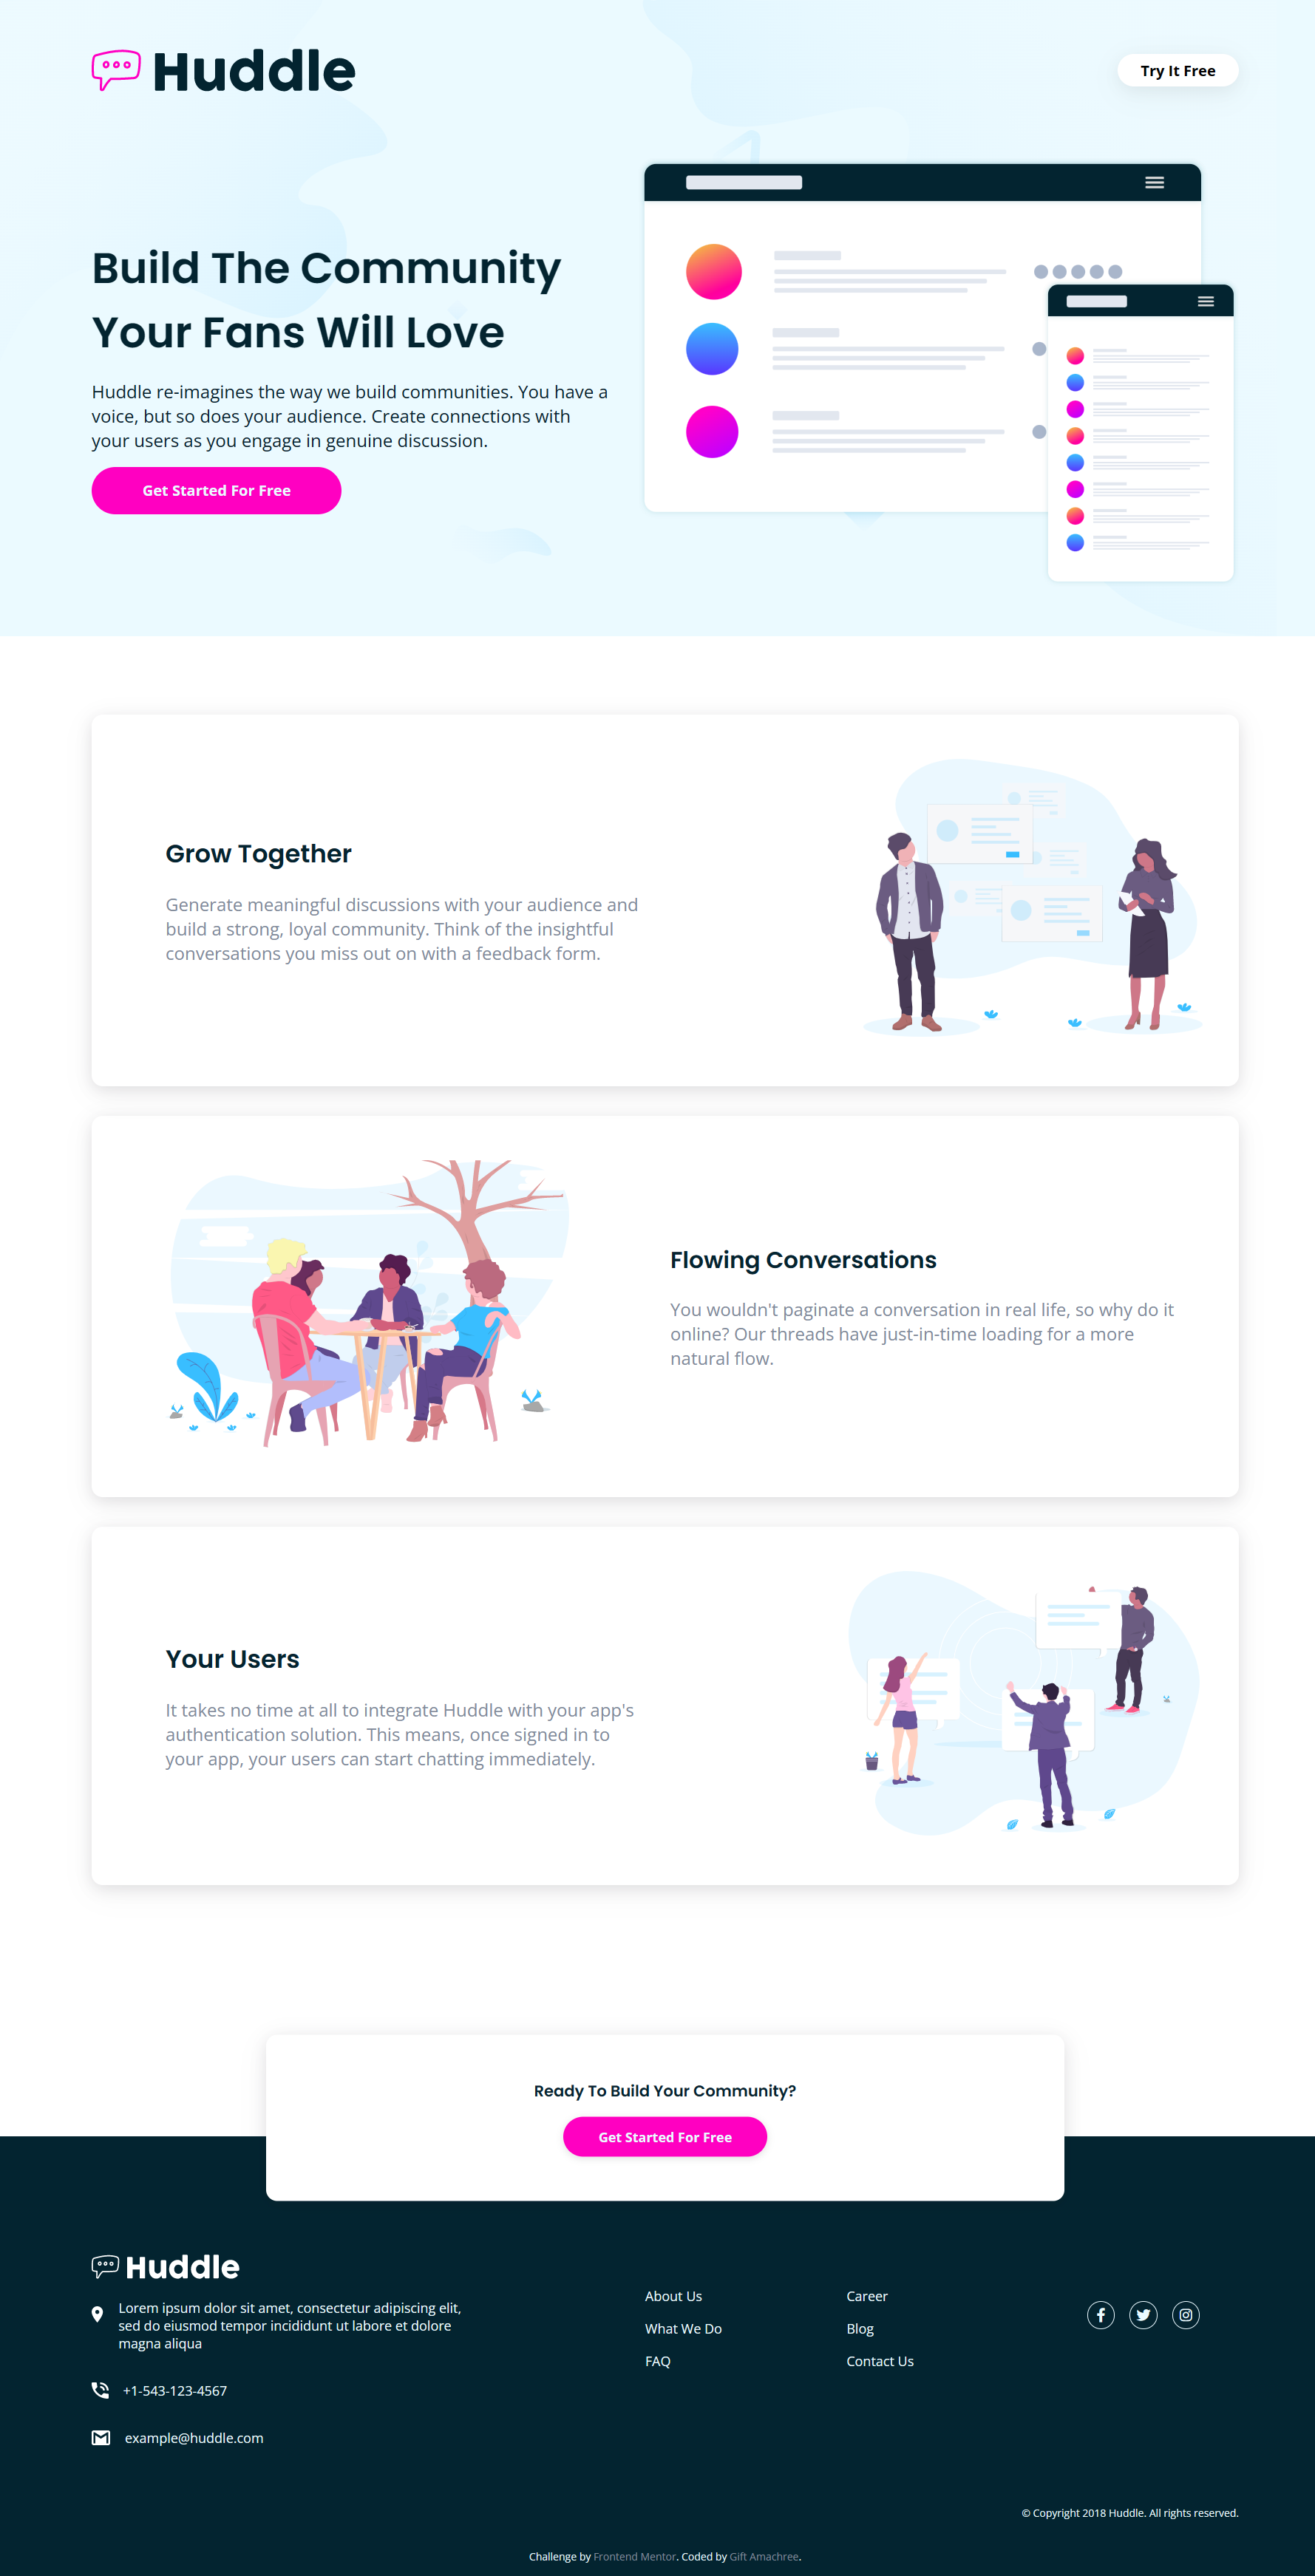 Huddle
Try It Free
Build The Community
Your Fans Will Love
Huddle re-imagines the way we build communities. You have a
voice, but so does your audience. Create connections with
your users as you engage in genuine discussion.
Get Started For Free
Grow Together
Generate meaningful discussions with your audience and
build a strong, loyal community. Think of the insightful
conversations you miss out on with a feedback form.
Flowing Conversations
You wouldn't paginate a conversation in real life, so why do it
online? Our threads have just-in-time loading for a more
natural flow.
Your Users
It takes no time at all to integrate Huddle with your app's
authentication solution. This means, once signed in to
your app, your users can start chatting immediately.
Ready To Build Your Community?
Get Started For Free
Huddle
Lorem ipsum dolor sit amet, consectetur adipiscing elit,
sed do eiusmod tempor incididunt ut labore et dolore
magna aliqua
+1-543-123-4567
example@huddle.com
About Us
What We Do
FAQ
Career
Blog
Contact Us
© Copyright 2018 Huddle. All rights reserved.
Challenge by Frontend Mentor. Coded by Gift Amachree.